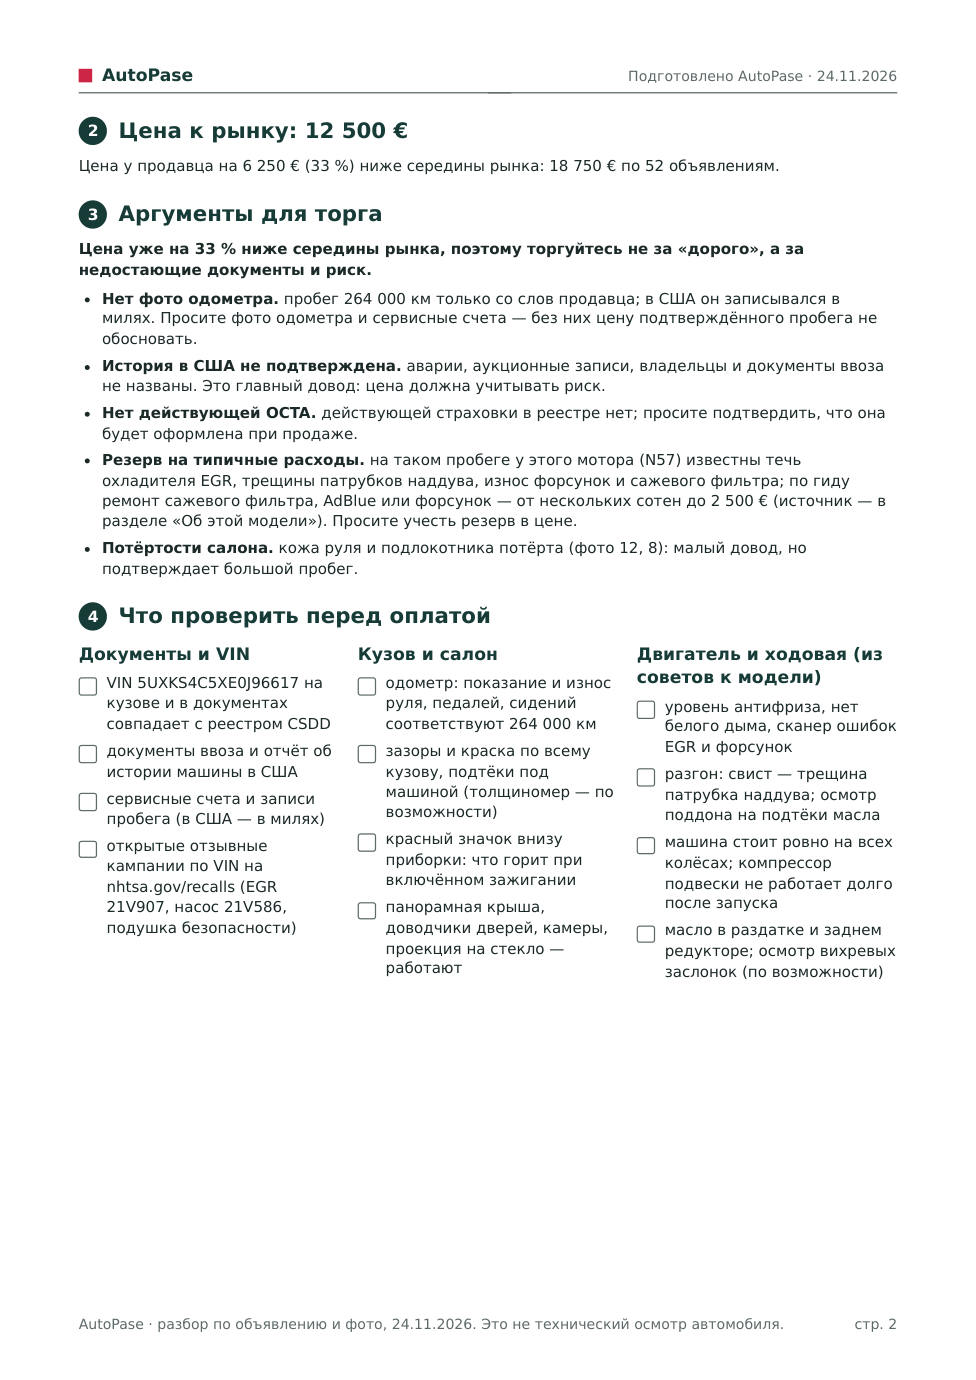 AutoPase
Подготовлено AutoPase · 24.11.2026
2 Цена к рынку: 12 500 €
Цена у продавца на 6 250 € (33 %) ниже середины рынка: 18 750 € по 52 объявлениям.
3 Аргументы для торга
Цена уже на 33 % ниже середины рынка, поэтому торгуйтесь не за «дорого», а за
недостающие документы и риск.
• Нет фото одометра. пробег 264 000 км только со слов продавца; в США он записывался в
милях. Просите фото одометра и сервисные счета — без них цену подтверждённого пробега не
обосновать.
• История в США не подтверждена. аварии, аукционные записи, владельцы и документы ввоза
не названы. Это главный довод: цена должна учитывать риск.
• Нет действующей ОСТА. действующей страховки в реестре нет; просите подтвердить, что она
будет оформлена при продаже.
• Резерв на типичные расходы. на таком пробеге у этого мотора (N57) известны течь
охладителя EGR, трещины патрубков наддува, износ форсунок и сажевого фильтра; по гиду
ремонт сажевого фильтра, AdBlue или форсунок — от нескольких сотен до 2 500 € (источник — в
разделе «Об этой модели»). Просите учесть резерв в цене.
• Потёртости салона. кожа руля и подлокотника потёрта (фото 12, 8): малый довод, но
подтверждает большой пробег.
4 Что проверить перед оплатой
Документы и VIN
VIN 5UXKS4C5XE0J96617 на
кузове и в документах
совпадает с реестром CSDD
документы ввоза и отчёт об
истории машины в США
сервисные счета и записи
пробега (в США — в милях)
открытые отзывные
кампании по VIN на
nhtsa.gov/recalls (EGR
21V907, насос 21V586,
подушка безопасности)
Кузов и салон
одометр: показание и износ
руля, педалей, сидений
соответствуют 264 000 км
зазоры и краска по всему
кузову, подтёки под
машиной (толщиномер — по
возможности)
красный значок внизу
приборки: что горит при
включённом зажигании
панорамная крыша,
доводчики дверей, камеры,
проекция на стекло —
работают
Двигатель и ходовая (из
советов к модели)
уровень антифриза, нет
белого дыма, сканер ошибок
EGR и форсунок
разгон: свист — трещина
патрубка наддува; осмотр
поддона на подтёки масла
машина стоит ровно на всех
колёсах; компрессор
подвески не работает долго
после запуска
масло в раздатке и заднем
редукторе; осмотр вихревых
заслонок (по возможности)
AutoPase · разбор по объявлению и фото, 24.11.2026. Это не технический осмотр автомобиля.
стр. 2